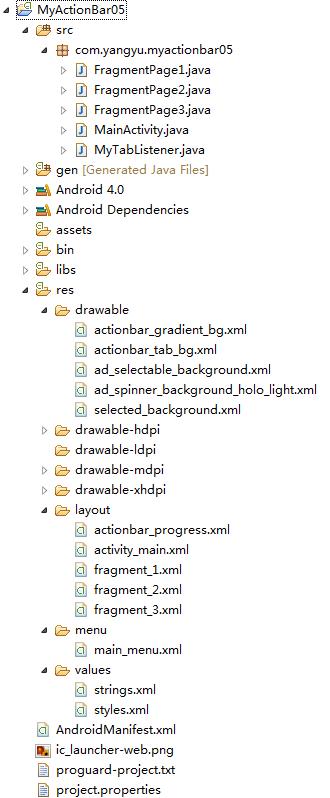 MyActionBar05
src
com.yangyu.myactionbar05
FragmentPage1.java
FragmentPage2.java
FragmentPage3.java
MainActivity.java
MyTabListener.java
gen [Generated Java Files]
Android 4.0
Android Dependencies
assets
bin
libs
res
drawable
actionbar_gradient_bg.xml
actionbar_tab_bg.xml
ad_selectable_background.xml
ad_spinner_background_holo_light.xml
selected_background.xml
drawable-hdpi
drawable-ldpi
drawable-mdpi
drawable-xhdpi
layout
actionbar_progress.xml
activity_main.xml
fragment_1.xml
fragment_2.xml
fragment_3.xml
menu
main_menu.xml
values
strings.xml
styles.xml
AndroidManifest.xml
ic_launcher-web.png
proguard-project.txt
project.properties